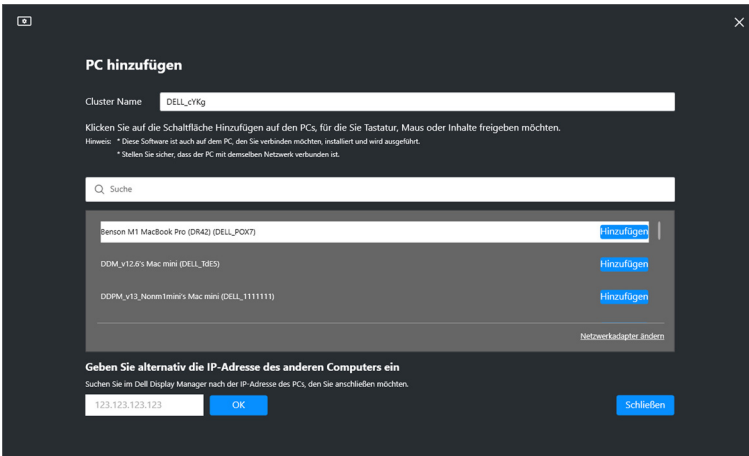 PC hinzufügen
Cluster Name DELL_cYKg
Klicken Sie auf die Schaltfläche Hinzufügen auf den PCs, für die Sie Tastatur, Maus oder Inhalte freigeben möchten.
Hinweis: * Diese Software ist auch auf dem PC, den Sie verbinden möchten, installiert und wird ausgeführt.
* Stellen Sie sicher, dass der PC mit demselben Netzwerk verbunden ist.
Suche
Benson M1 MacBook Pro (DR42) (DELL_POX7) Hinzufügen
DDM_v12.6's Mac mini (DELL_TdE5) Hinzufügen
DDPM_v13_Nonm1mini's Mac mini (DELL_1111111) Hinzufügen
Netzwerkadapter ändern
Geben Sie alternativ die IP-Adresse des anderen Computers ein
Suchen Sie im Dell Display Manager nach der IP-Adresse des PCs, den Sie anschließen möchten.
123.123.123.123 OK Schließen